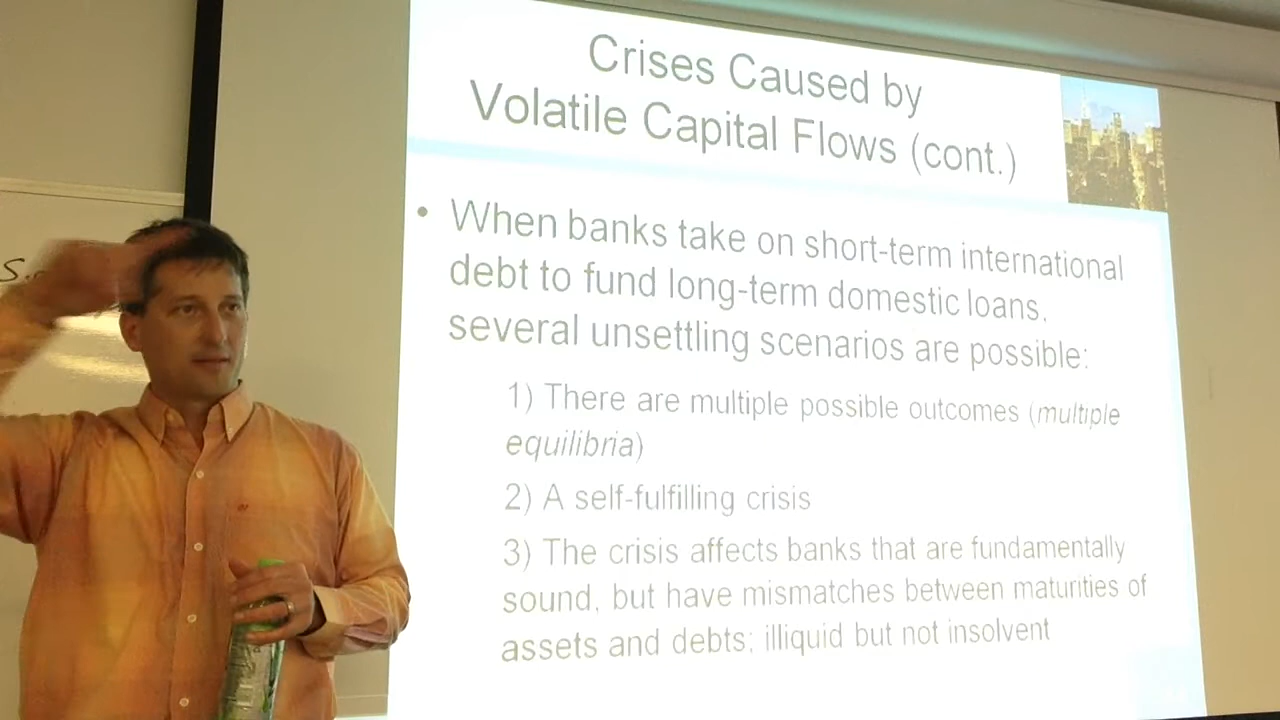 Crises Caused by
Volatile Capital Flows (cont.)
• When banks take on short-term international
debt to fund long-term domestic loans,
several unsettling scenarios are possible:
1) There are multiple possible outcomes (multiple
equilibria)
2) A self-fulfilling crisis
3) The crisis affects banks that are fundamentally
sound, but have mismatches between maturities of
assets and debts; illiquid but not insolvent